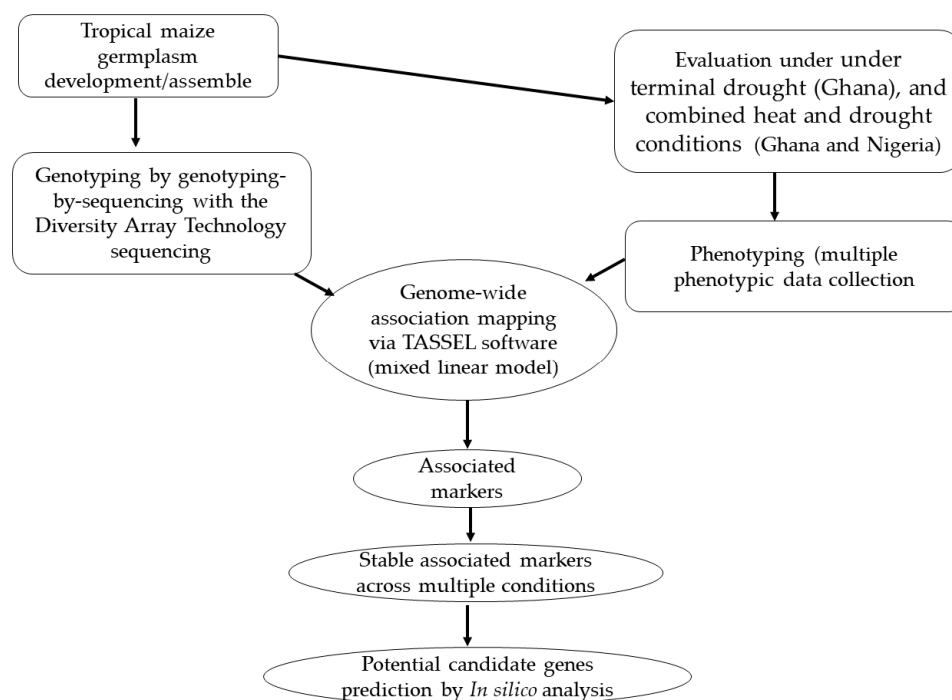 Tropical maize
germplasm
development/assemble
Evaluation under under
terminal drought (Ghana), and
combined heat and drought
conditions (Ghana and Nigeria)
Genotyping by genotyping-
by-sequencing with the
Diversity Array Technology
sequencing
Phenotyping (multiple
phenotypic data collection
Genome-wide
association mapping
via TASSEL software
(mixed linear model)
Associated
markers
Stable associated markers
across multiple conditions
Potential candidate genes
prediction by In silico analysis